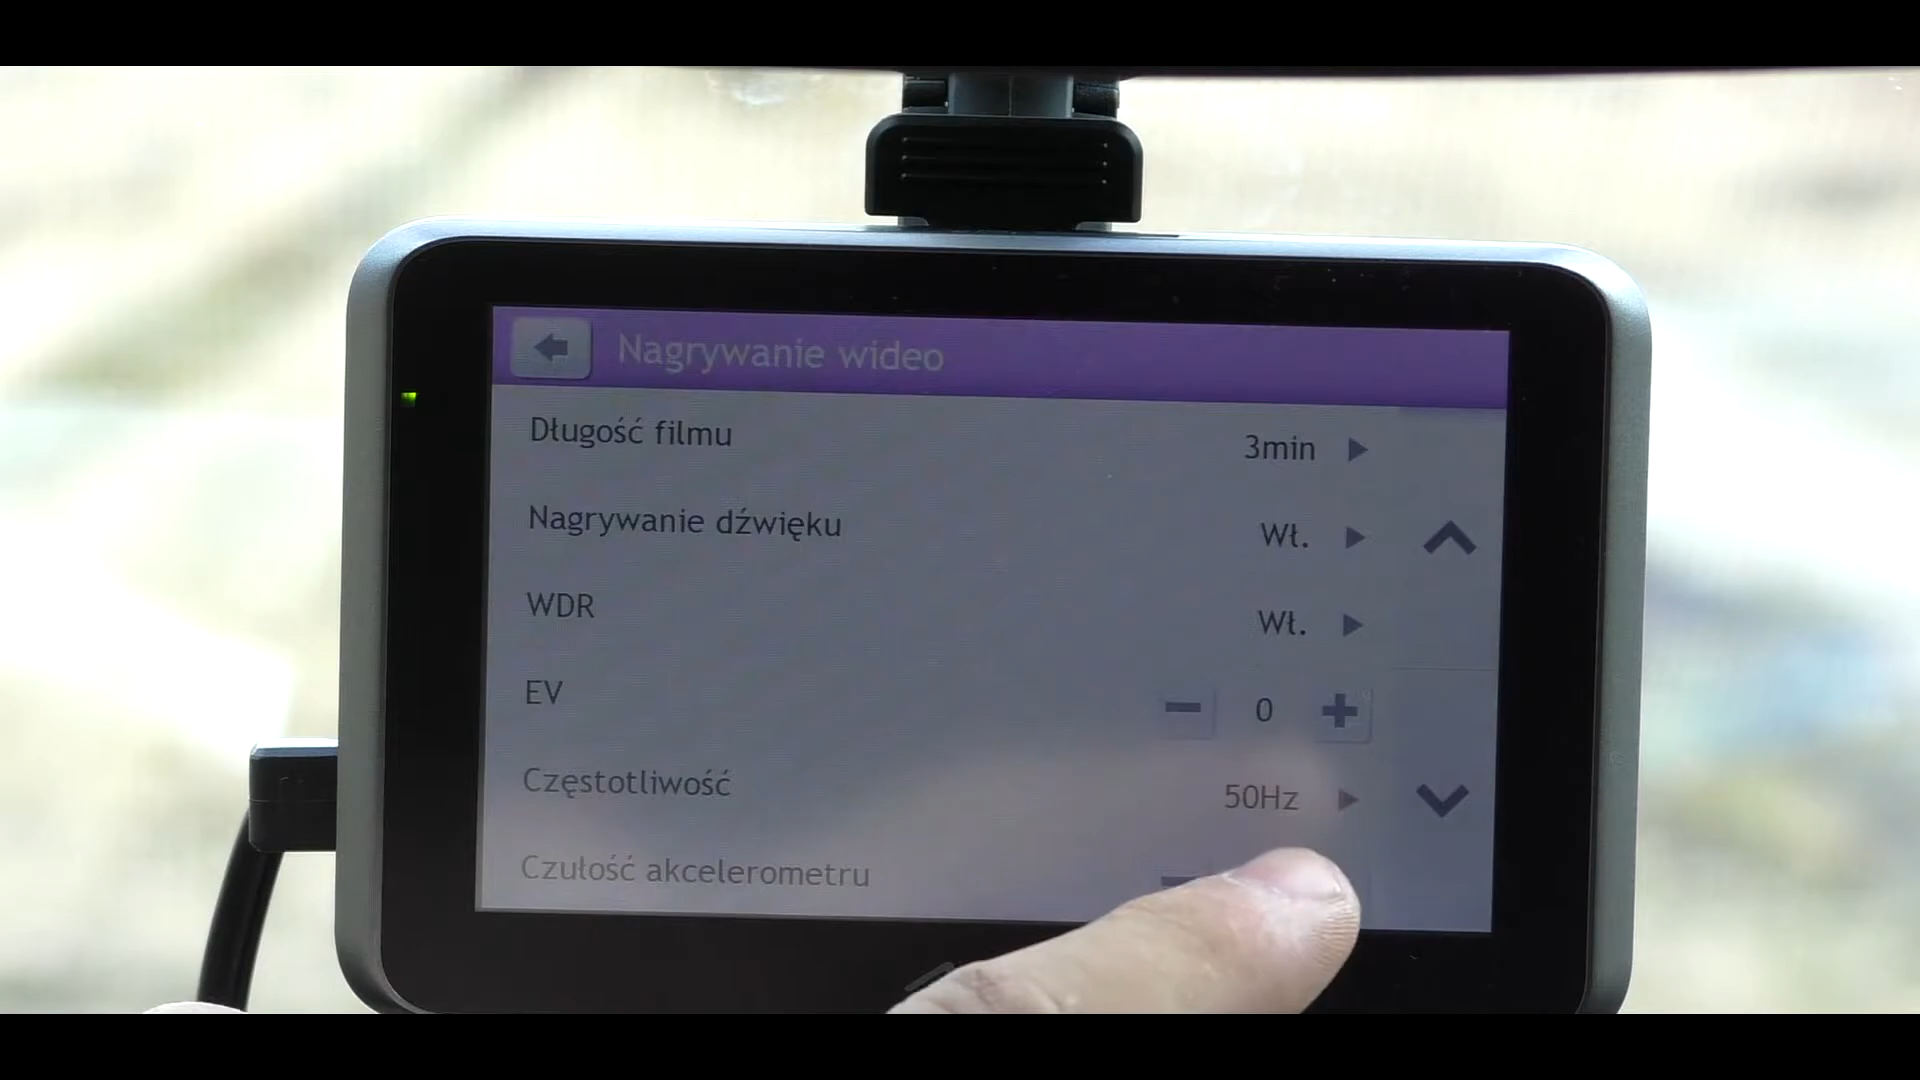 Nagrywanie wideo
Długość filmu 3min
Nagrywanie dźwięku Wł.
WDR Wł.
EV 0
Częstotliwość 50Hz
Czułość akcelerometru